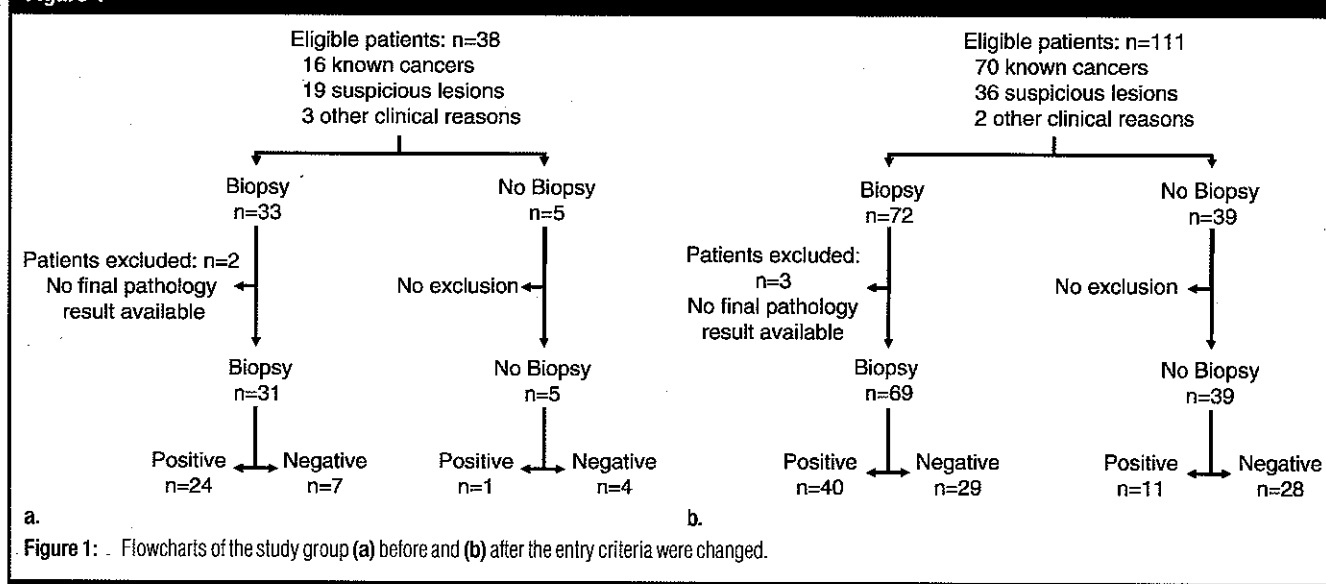 Eligible patients: n=38
16 known cancers
19 suspicious lesions
3 other clinical reasons
Biopsy
n=33
No Biopsy
n=5
Patients excluded: n=2
No final pathology
result available
No exclusion
Biopsy
n=31
No Biopsy
n=5
Positive
n=24
Negative
n=7
Positive
n=1
Negative
n=4
a.
Eligible patients: n=111
70 known cancers
36 suspicious lesions
2 other clinical reasons
Biopsy
n=72
No Biopsy
n=39
Patients excluded:
n=3
No final pathology
result available
No exclusion
Biopsy
n=69
No Biopsy
n=39
Positive
n=40
Negative
n=29
Positive
n=11
Negative
n=28
b.
Figure 1: Flowcharts of the study group (a) before and (b) after the entry criteria were changed.